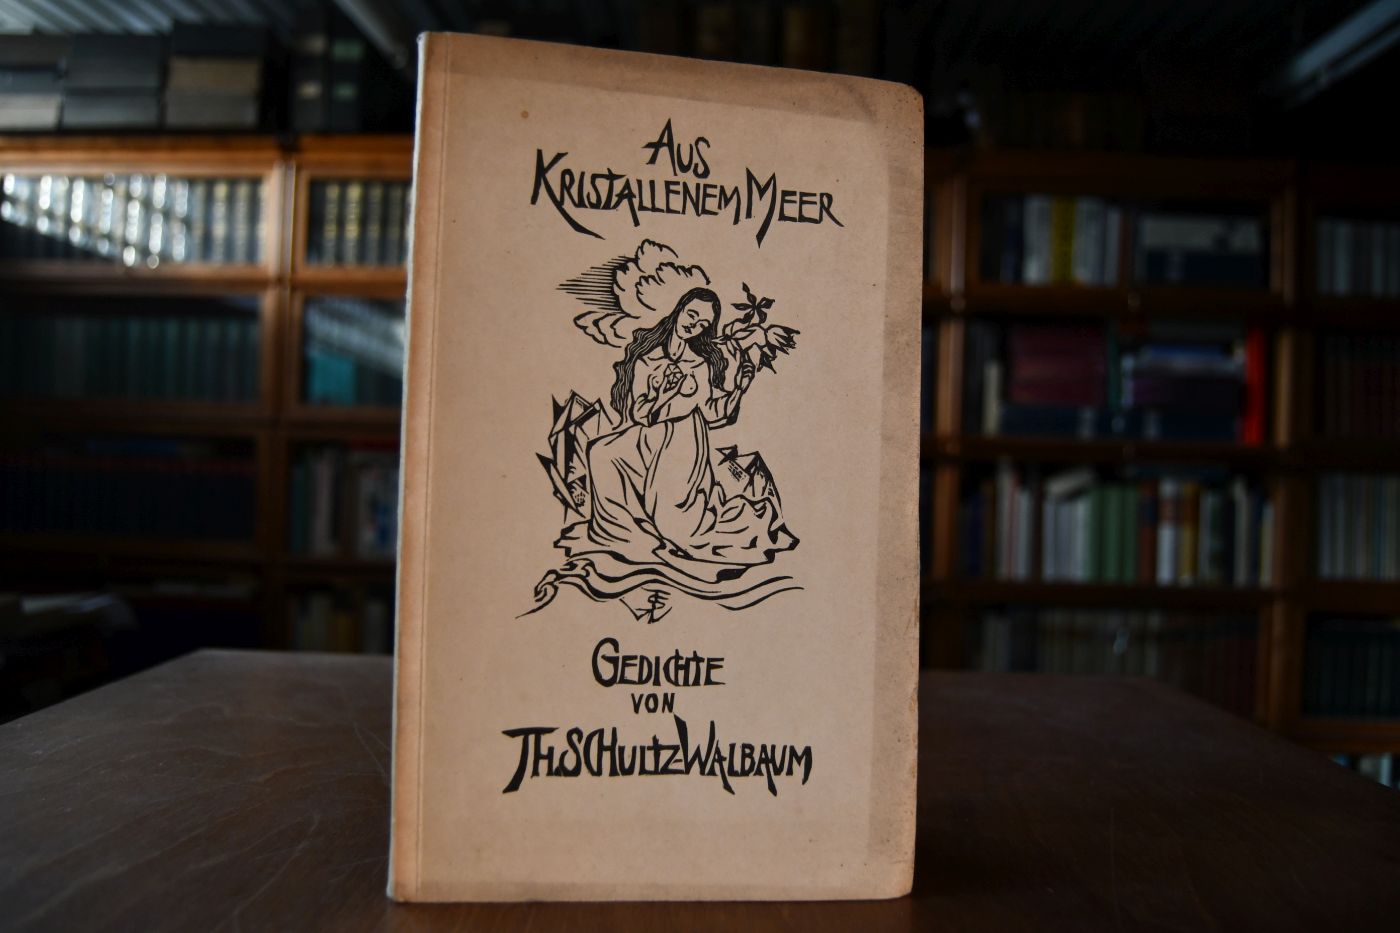 AUS
KRISTALLENEM MEER
GEDICHTE
VON
TH. SCHULTZ-WALBAUM